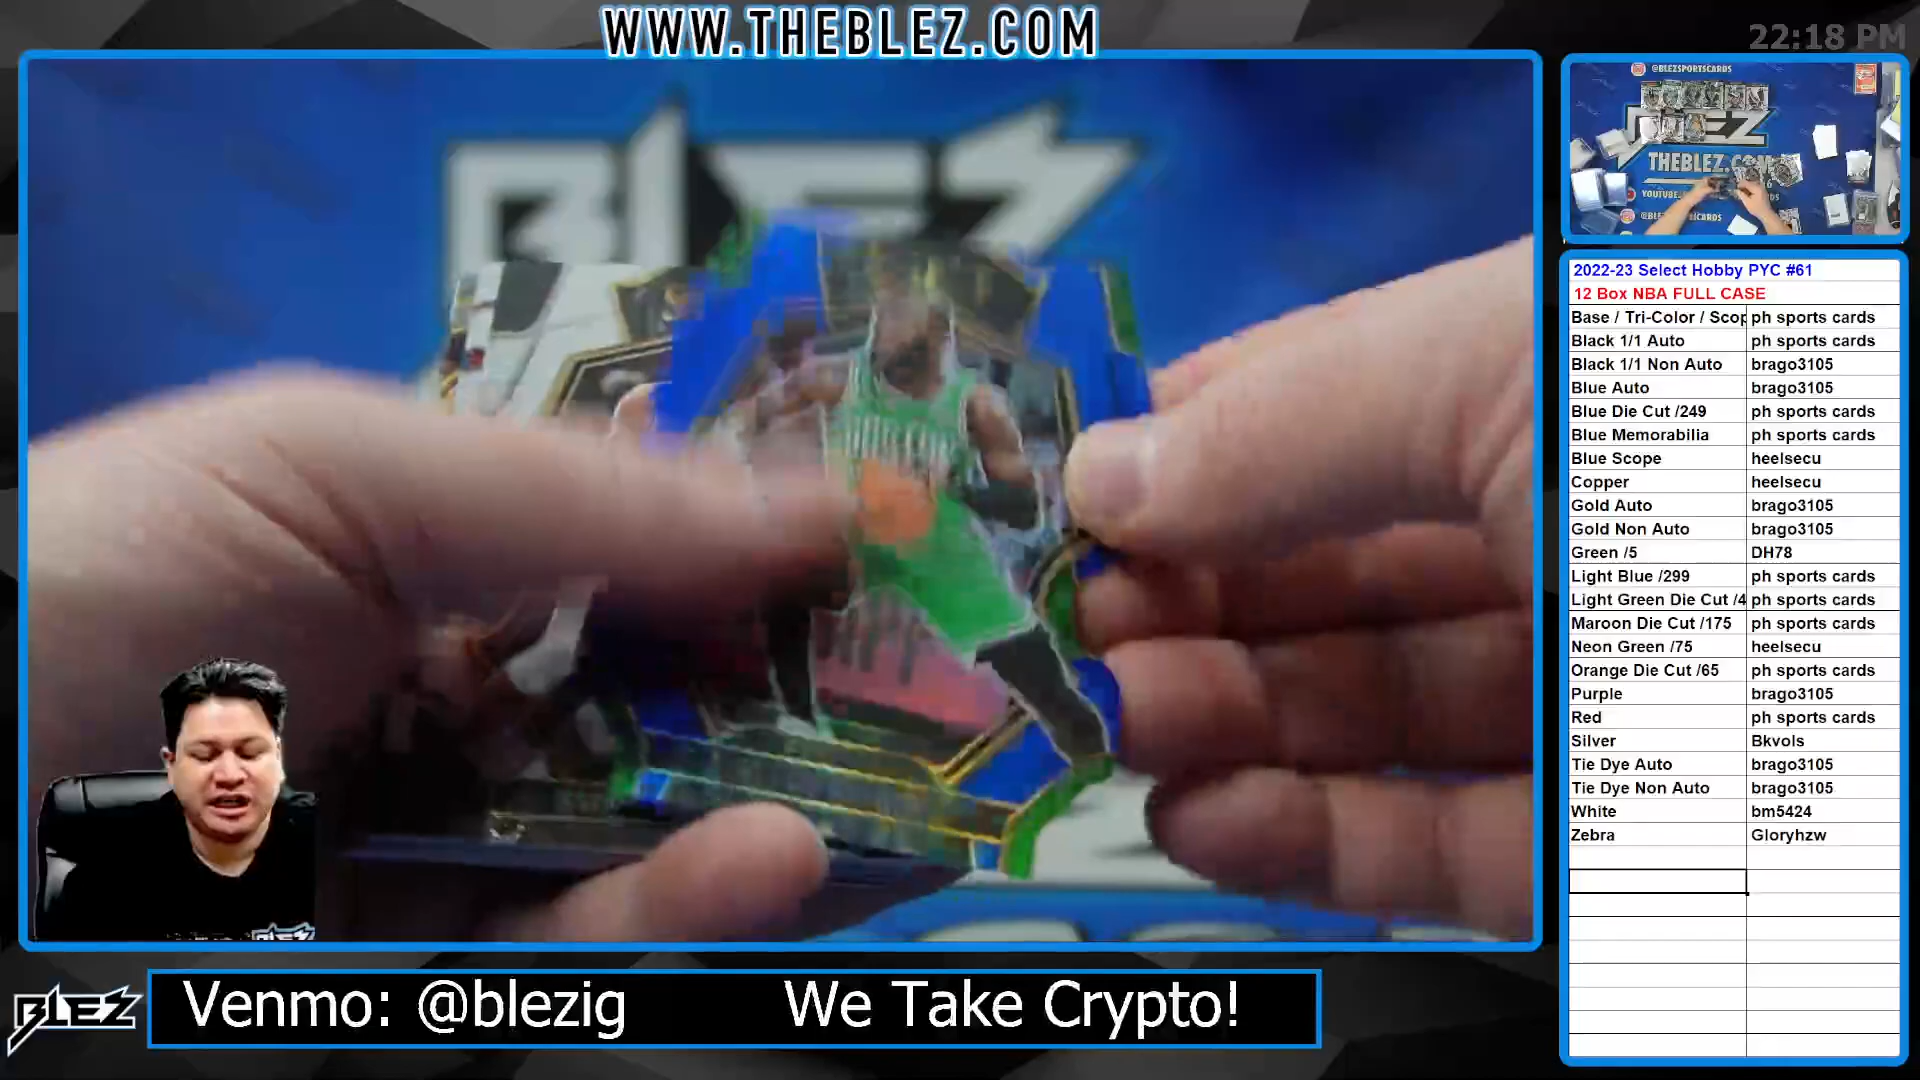 WWW.THEBLEZ.COM
22:18 PM
BLEZ
@BLEZSPORTSCARDS
THEBLEZ.COM
2022-23 Select Hobby PYC #61
12 Box NBA FULL CASE
Base / Tri-Color / Scop ph sports cards
Black 1/1 Auto ph sports cards
Black 1/1 Non Auto brago3105
Blue Auto brago3105
Blue Die Cut /249 ph sports cards
Blue Memorabilia ph sports cards
Blue Scope heelsecu
Copper heelsecu
Gold Auto brago3105
Gold Non Auto brago3105
Green /5 DH78
Light Blue /299 ph sports cards
Light Green Die Cut /4 ph sports cards
Maroon Die Cut /175 ph sports cards
Neon Green /75 heelsecu
Orange Die Cut /65 ph sports cards
Purple brago3105
Red ph sports cards
Silver Bkvols
Tie Dye Auto brago3105
Tie Dye Non Auto brago3105
White bm5424
Zebra Gloryhzw
BLEZ
BLEZ
Venmo: @blezig We Take Crypto!